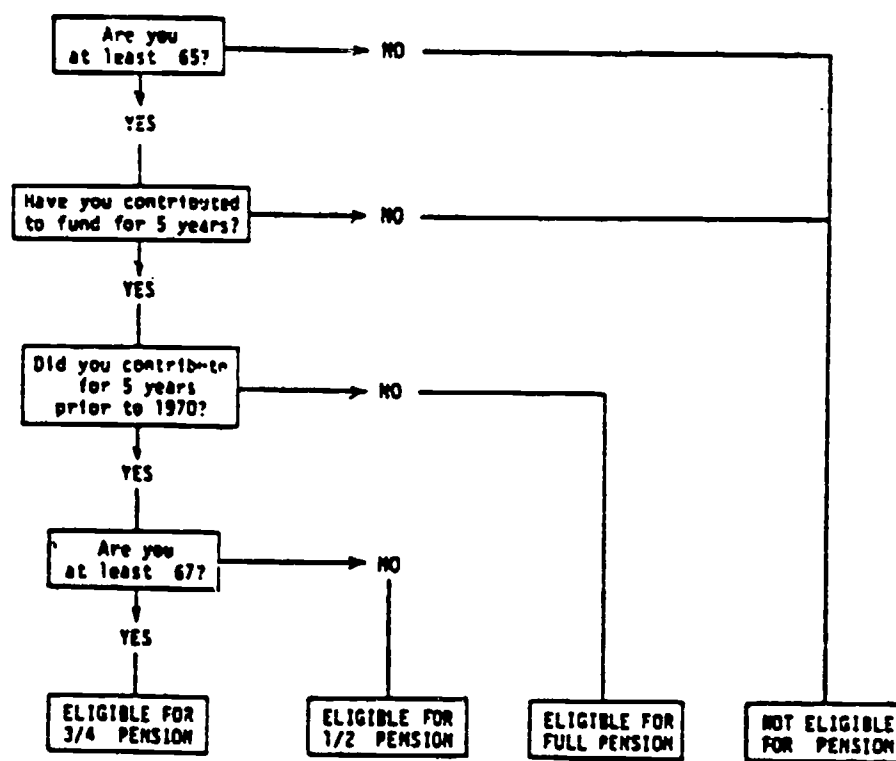 Are you
at least 65?
NO
YES
Have you contributed
to fund for 5 years?
NO
YES
Did you contribute
for 5 years
prior to 1970?
NO
YES
Are you
at least 67?
NO
YES
ELIGIBLE FOR
3/4 PENSION
ELIGIBLE FOR
1/2 PENSION
ELIGIBLE FOR
FULL PENSION
NOT ELIGIBLE
FOR PENSION